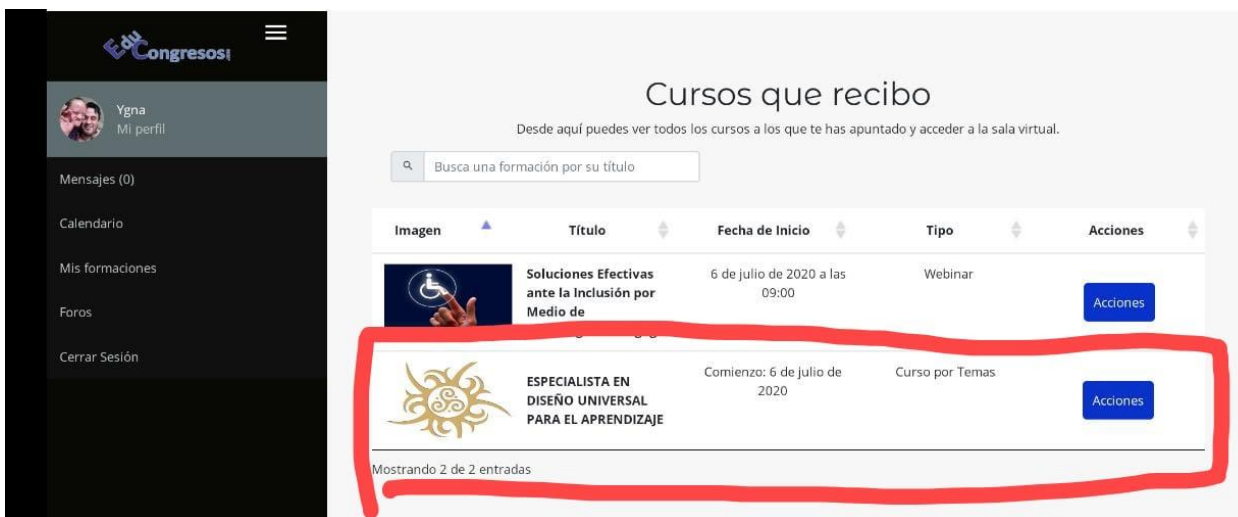 EduCongresos
Ygna
Mi perfil
Mensajes (0)
Calendario
Mis formaciones
Foros
Cerrar Sesión
Cursos que recibo
Desde aquí puedes ver todos los cursos a los que te has apuntado y acceder a la sala virtual.
Busca una formación por su título
Imagen Título Fecha de Inicio Tipo Acciones
Soluciones Efectivas 6 de julio de 2020 a las Webinar
ante la Inclusión por 09:00
Medio de Acciones
ESPECIALISTA EN Comienzo: 6 de julio de Curso por Temas
DISEÑO UNIVERSAL 2020 Acciones
PARA EL APRENDIZAJE
Mostrando 2 de 2 entradas